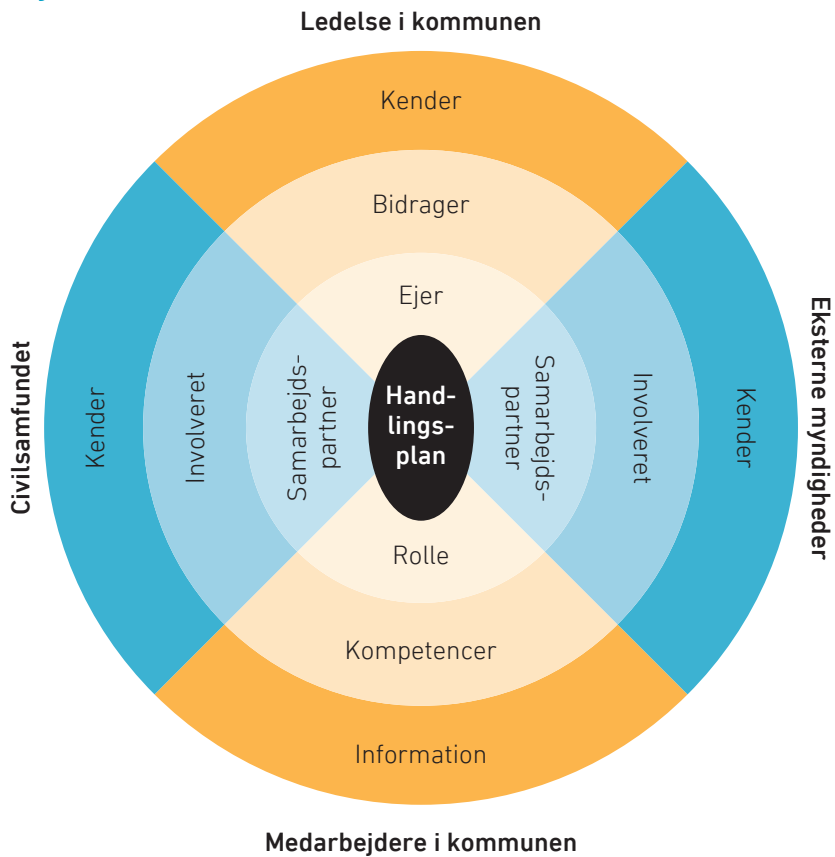 Ledelse i kommunen
Kender
Bidrager
Ejer
Civilsamfundet
Kender
Involveret
Samarbejds-
partner
Hand-
lings-
plan
Samarbejds-
partner
Involveret
Kender
Eksterne myndigheder
Rolle
Kompetencer
Information
Medarbejdere i kommunen